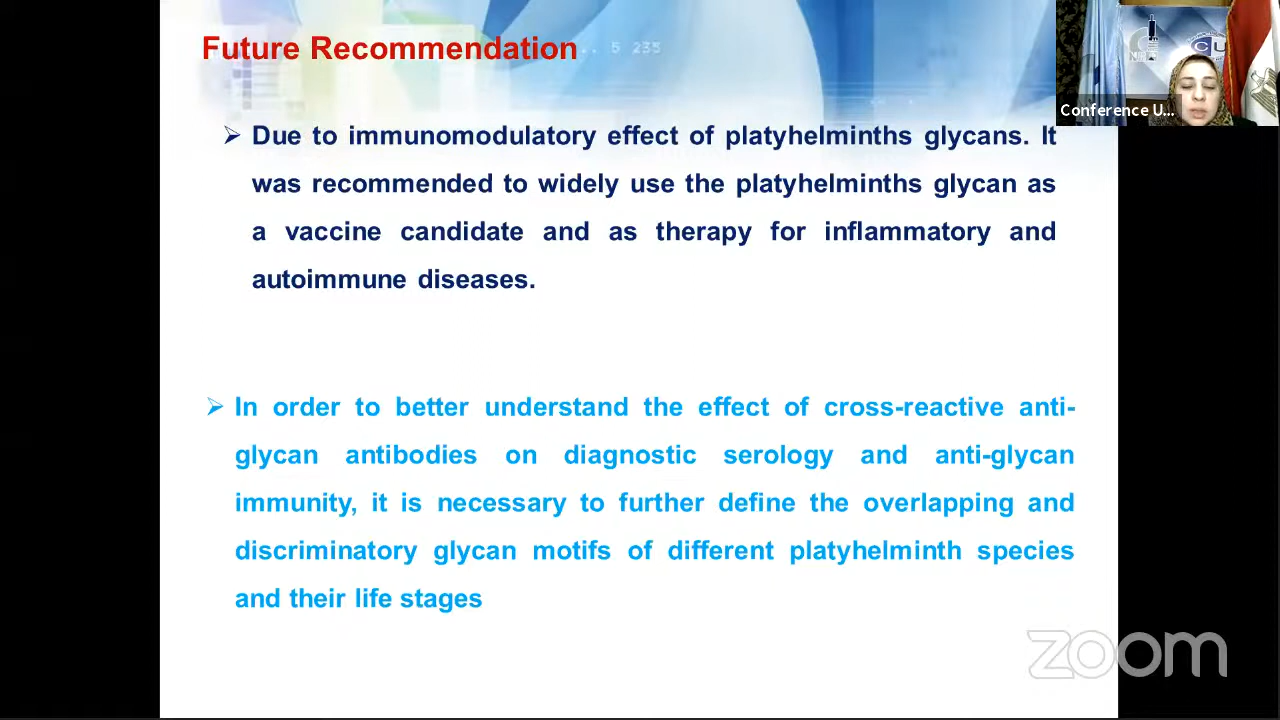 Future Recommendation
.. 5 235
➢ Due to immunomodulatory effect of platyhelminths glycans. It
was recommended to widely use the platyhelminths glycan as
a vaccine candidate and as therapy for inflammatory and
autoimmune diseases.
➢ In order to better understand the effect of cross-reactive anti-
glycan antibodies on diagnostic serology and anti-glycan
immunity, it is necessary to further define the overlapping and
discriminatory glycan motifs of different platyhelminth species
and their life stages
Conference U...
CU
zoom